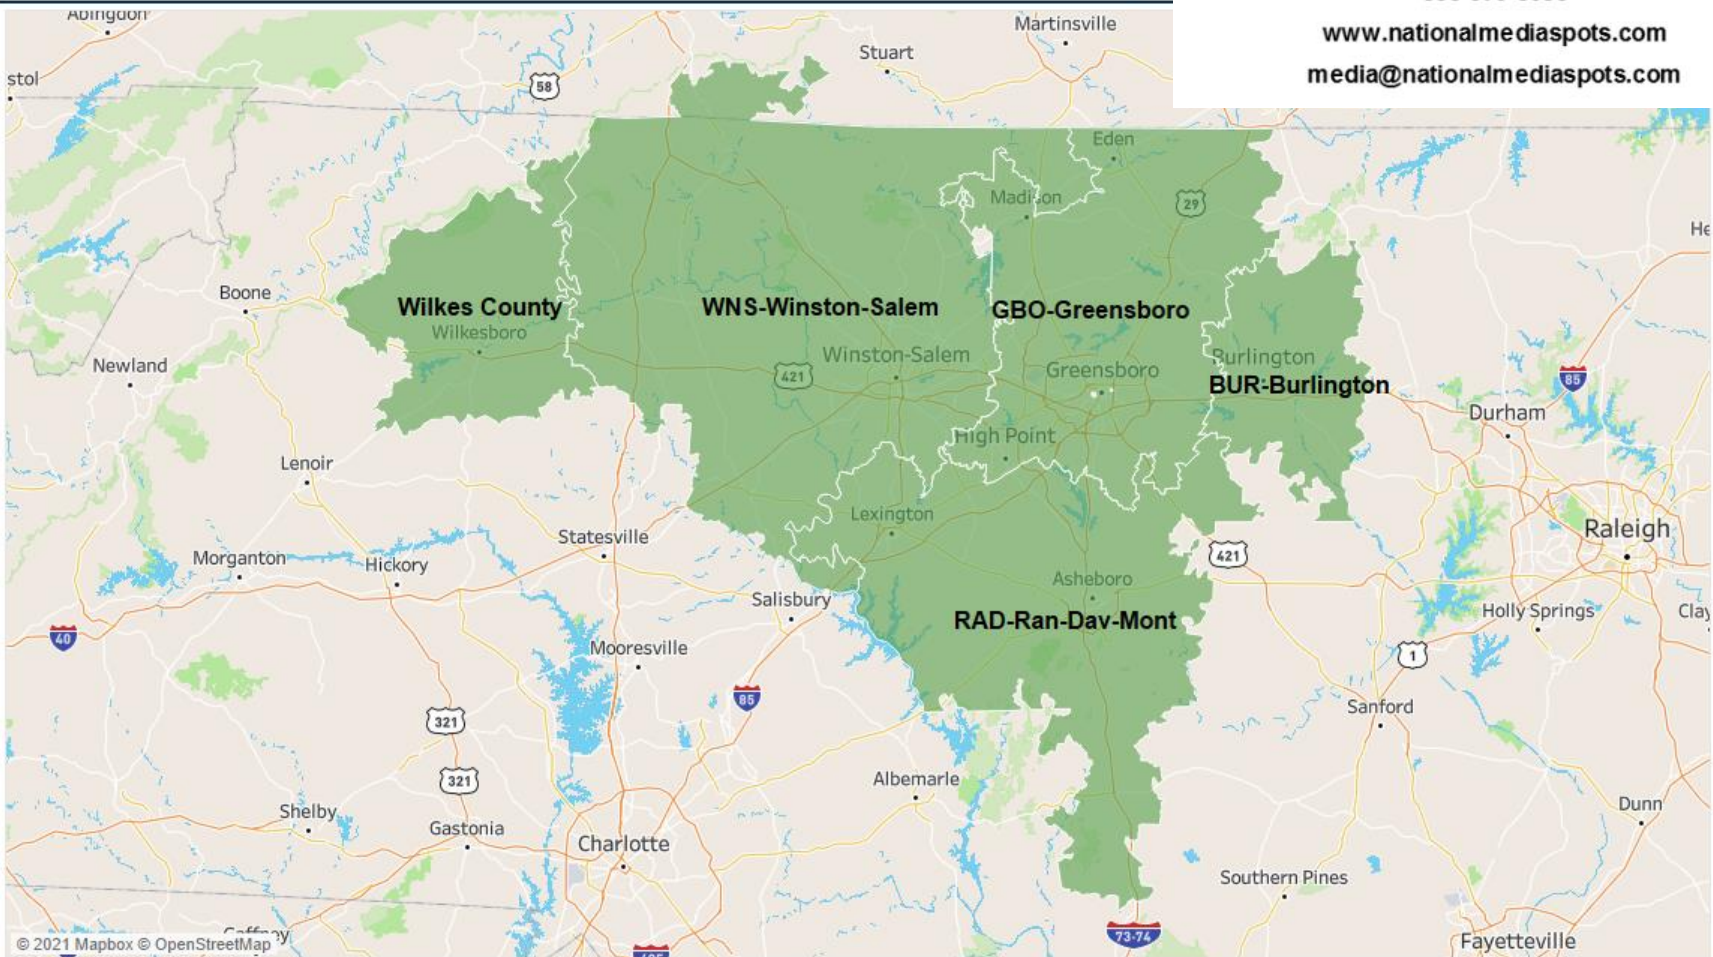 www.nationalmediaspots.com
media@nationalmediaspots.com
Abingdon
Martinsville
Stuart
stol
58
Eden
Madison
29
He
Boone
Wilkes County
WNS-Winston-Salem
GBO-Greensboro
Wilkesboro
Winston-Salem
Burlington
Newland
421
Greensboro
BUR-Burlington
85
Durham
High Point
Lenoir
Lexington
Statesville
Raleigh
Morganton
Hickory
421
Asheboro
Salisbury
RAD-Ran-Dav-Mont
Holly Springs
Clay
40
Mooresville
1
85
Sanford
321
321
Albemarle
Shelby
Gastonia
Dunn
Charlotte
Southern Pines
73-74
Fayetteville
Gaffney
© 2021 Mapbox © OpenStreetMap